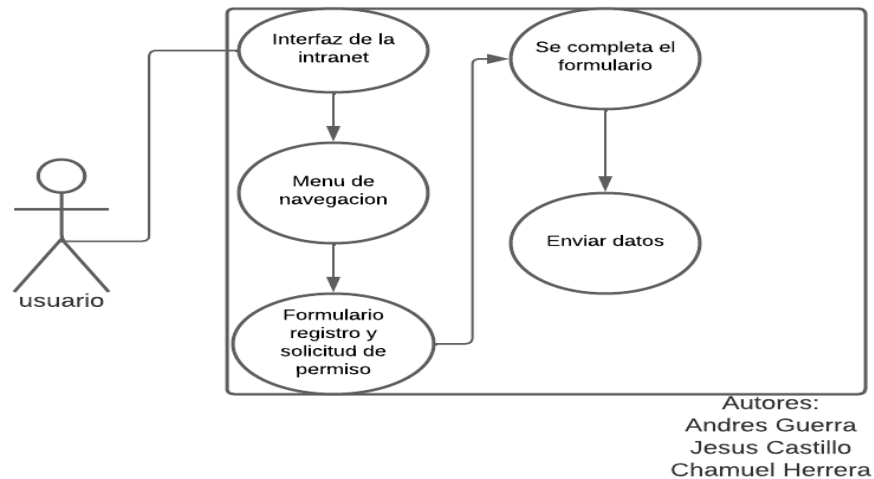 Interfaz de la
intranet
Menu de
navegacion
Formulario
registro y
solicitud de
permiso
Se completa el
formulario
Enviar datos
usuario
Autores:
Andres Guerra
Jesus Castillo
Chamuel Herrera